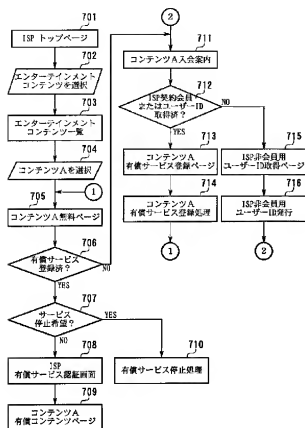 701
ISP トップページ
702
エンターテインメント
コンテンツを選択
703
エンターテインメント
コンテンツ一覧
704
コンテンツAを選択
1
705
コンテンツA無料ページ
706
有償サービス
登録済?
NO
YES
707
サービス
停止希望?
YES
NO
708
ISP
有償サービス認証画面
709
コンテンツA
有償コンテンツページ
710
有償サービス停止処理
2
711
コンテンツA入会案内
712
ISP契約会員
またはユーザーID
取得済?
NO
YES
713
コンテンツA
有償サービス登録ページ
714
コンテンツA
有償サービス登録処理
1
715
ISP非会員用
ユーザーID取得ページ
716
ISP非会員用
ユーザーID発行
2